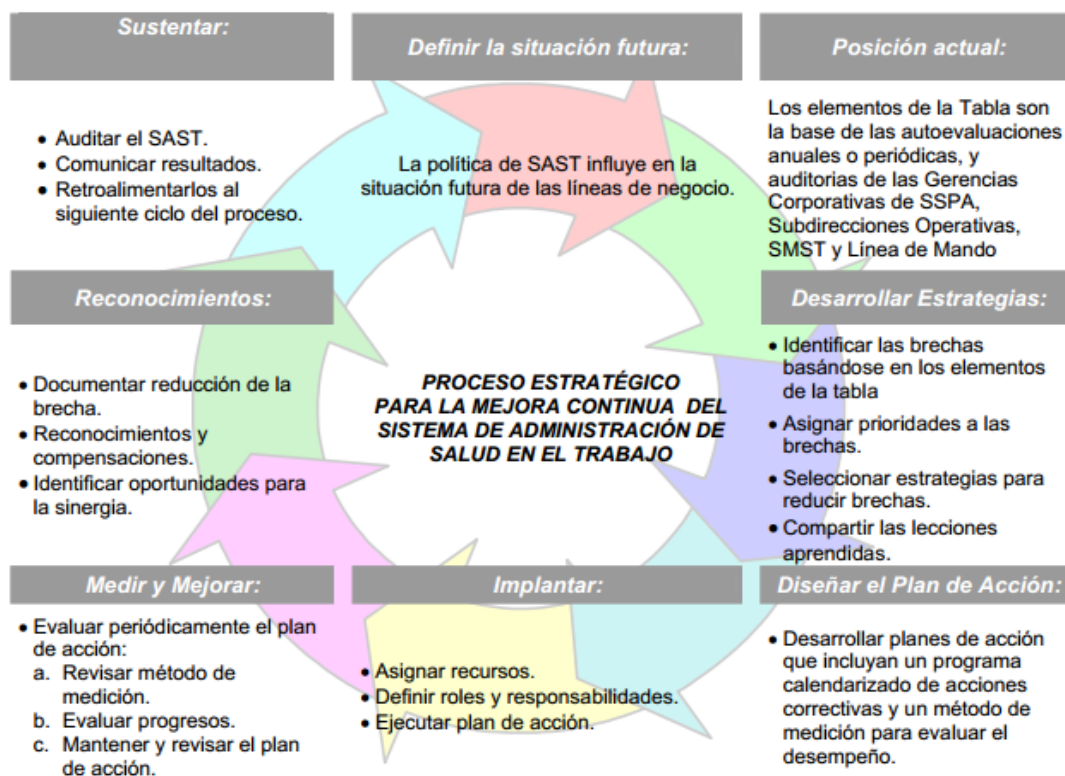 Sustentar:
• Auditar el SAST.
• Comunicar resultados.
• Retroalimentarlos al
siguiente ciclo del proceso.
Definir la situación futura:
La política de SAST influye en la
situación futura de las líneas de negocio.
Posición actual:
Los elementos de la Tabla son
la base de las autoevaluaciones
anuales o periódicas, y
auditorias de las Gerencias
Corporativas de SSPA,
Subdirecciones Operativas,
SMST y Línea de Mando
Reconocimientos:
• Documentar reducción de la
brecha.
• Reconocimientos y
compensaciones.
• Identificar oportunidades para
la sinergia.
PROCESO ESTRATÉGICO
PARA LA MEJORA CONTINUA DEL
SISTEMA DE ADMINISTRACIÓN DE
SALUD EN EL TRABAJO
Desarrollar Estrategias:
• Identificar las brechas
basándose en los elementos
de la tabla
• Asignar prioridades a las
brechas.
• Seleccionar estrategias para
reducir brechas.
• Compartir las lecciones
aprendidas.
Medir y Mejorar:
• Evaluar periódicamente el plan
de acción:
a. Revisar método de
medición.
b. Evaluar progresos.
c. Mantener y revisar el plan
de acción.
Implantar:
• Asignar recursos.
• Definir roles y responsabilidades.
• Ejecutar plan de acción.
Diseñar el Plan de Acción:
• Desarrollar planes de acción
que incluyan un programa
calendarizado de acciones
correctivas y un método de
medición para evaluar el
desempeño.